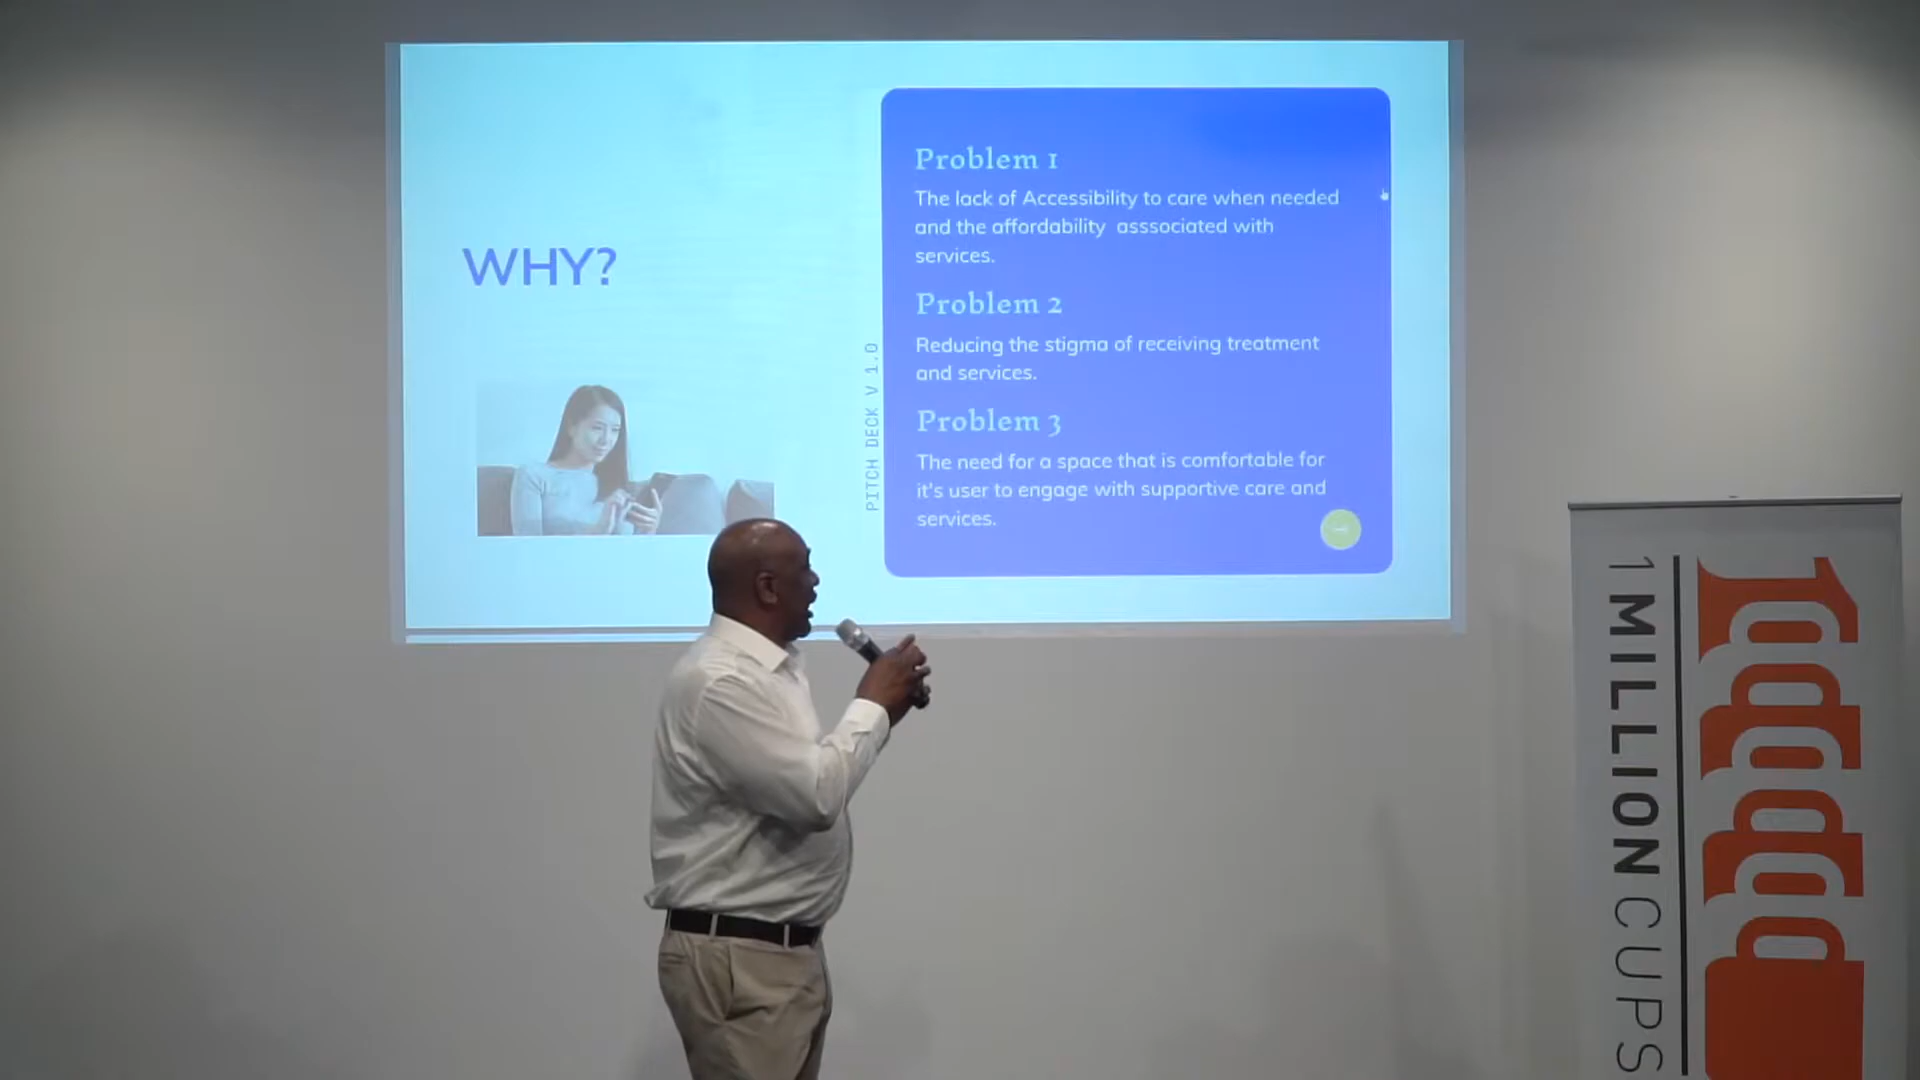 WHY?
PITCH DECK V 1.0
Problem 1
The lack of Accessibility to care when needed
and the affordability asssociated with
services.
Problem 2
Reducing the stigma of receiving treatment
and services.
Problem 3
The need for a space that is comfortable for
it's user to engage with supportive care and
services.
1 MILLION CUPS